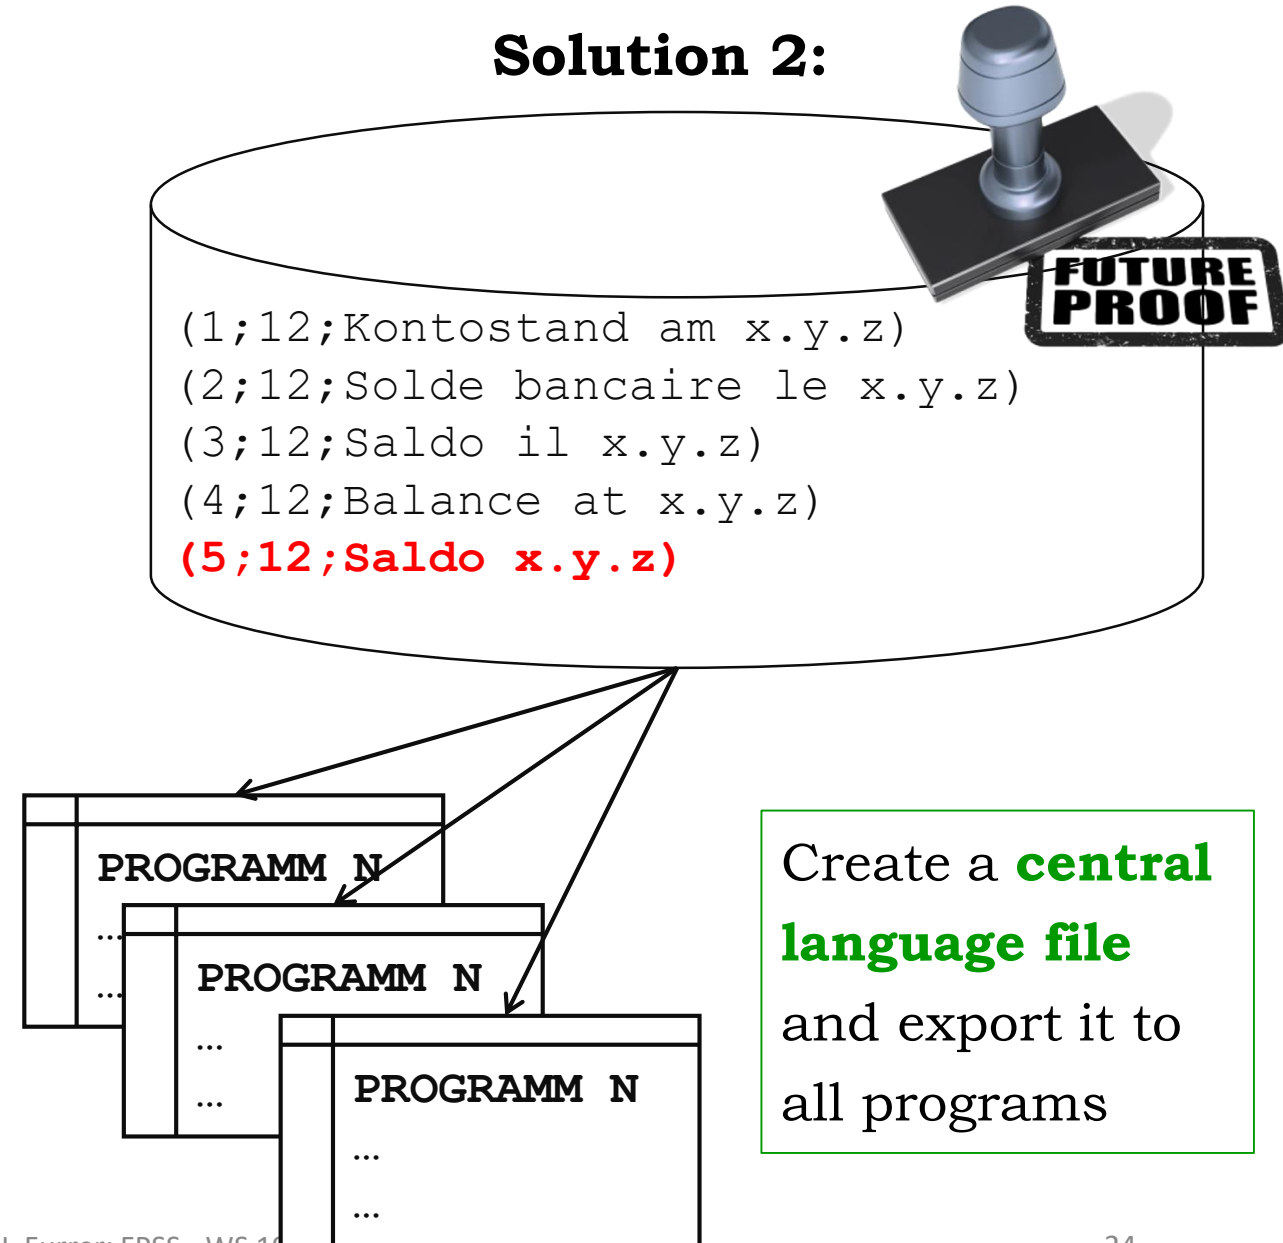 Solution 2:
FUTURE
PROOF
(1;12;Kontostand am x.y.z)
(2;12;Solde bancaire le x.y.z)
(3;12;Saldo il x.y.z)
(4;12;Balance at x.y.z)
(5;12;Saldo x.y.z)
PROGRAMM N
…
…
PROGRAMM N
…
…
PROGRAMM N
…
…
Create a central
language file
and export it to
all programs